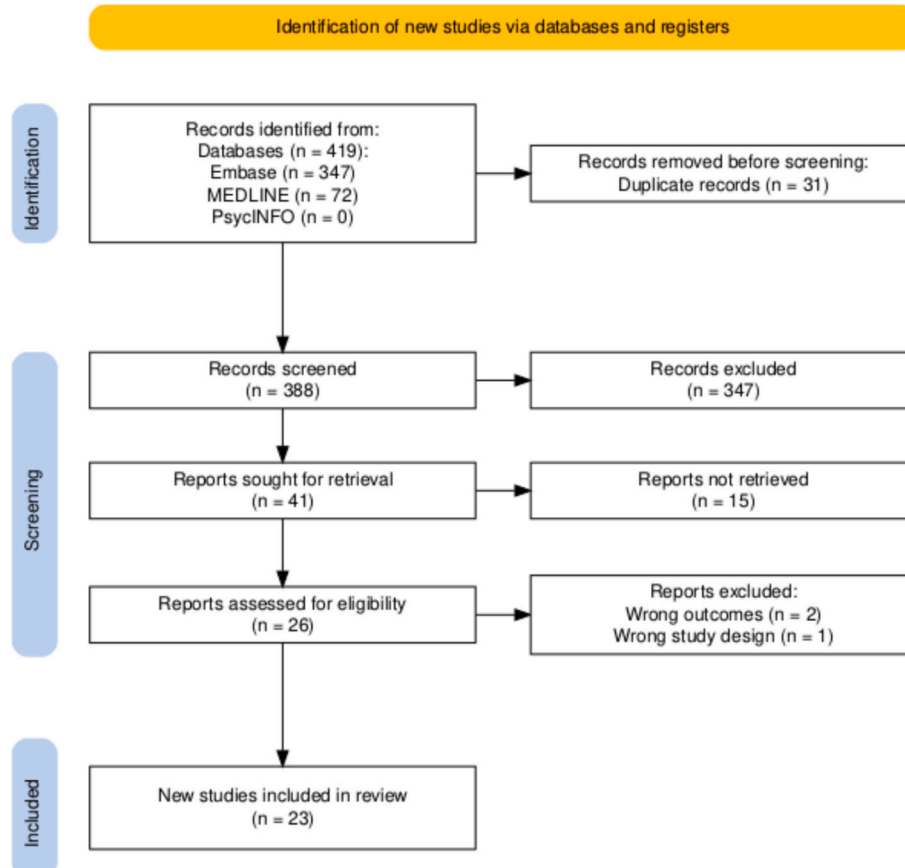 Identification of new studies via databases and registers
Identification
Records identified from:
Databases (n = 419):
Embase (n = 347)
MEDLINE (n = 72)
PsycINFO (n = 0)
Records removed before screening:
Duplicate records (n = 31)
Screening
Records screened
(n = 388)
Records excluded
(n = 347)
Reports sought for retrieval
(n = 41)
Reports not retrieved
(n = 15)
Reports assessed for eligibility
(n = 26)
Reports excluded:
Wrong outcomes (n = 2)
Wrong study design (n = 1)
Included
New studies included in review
(n = 23)